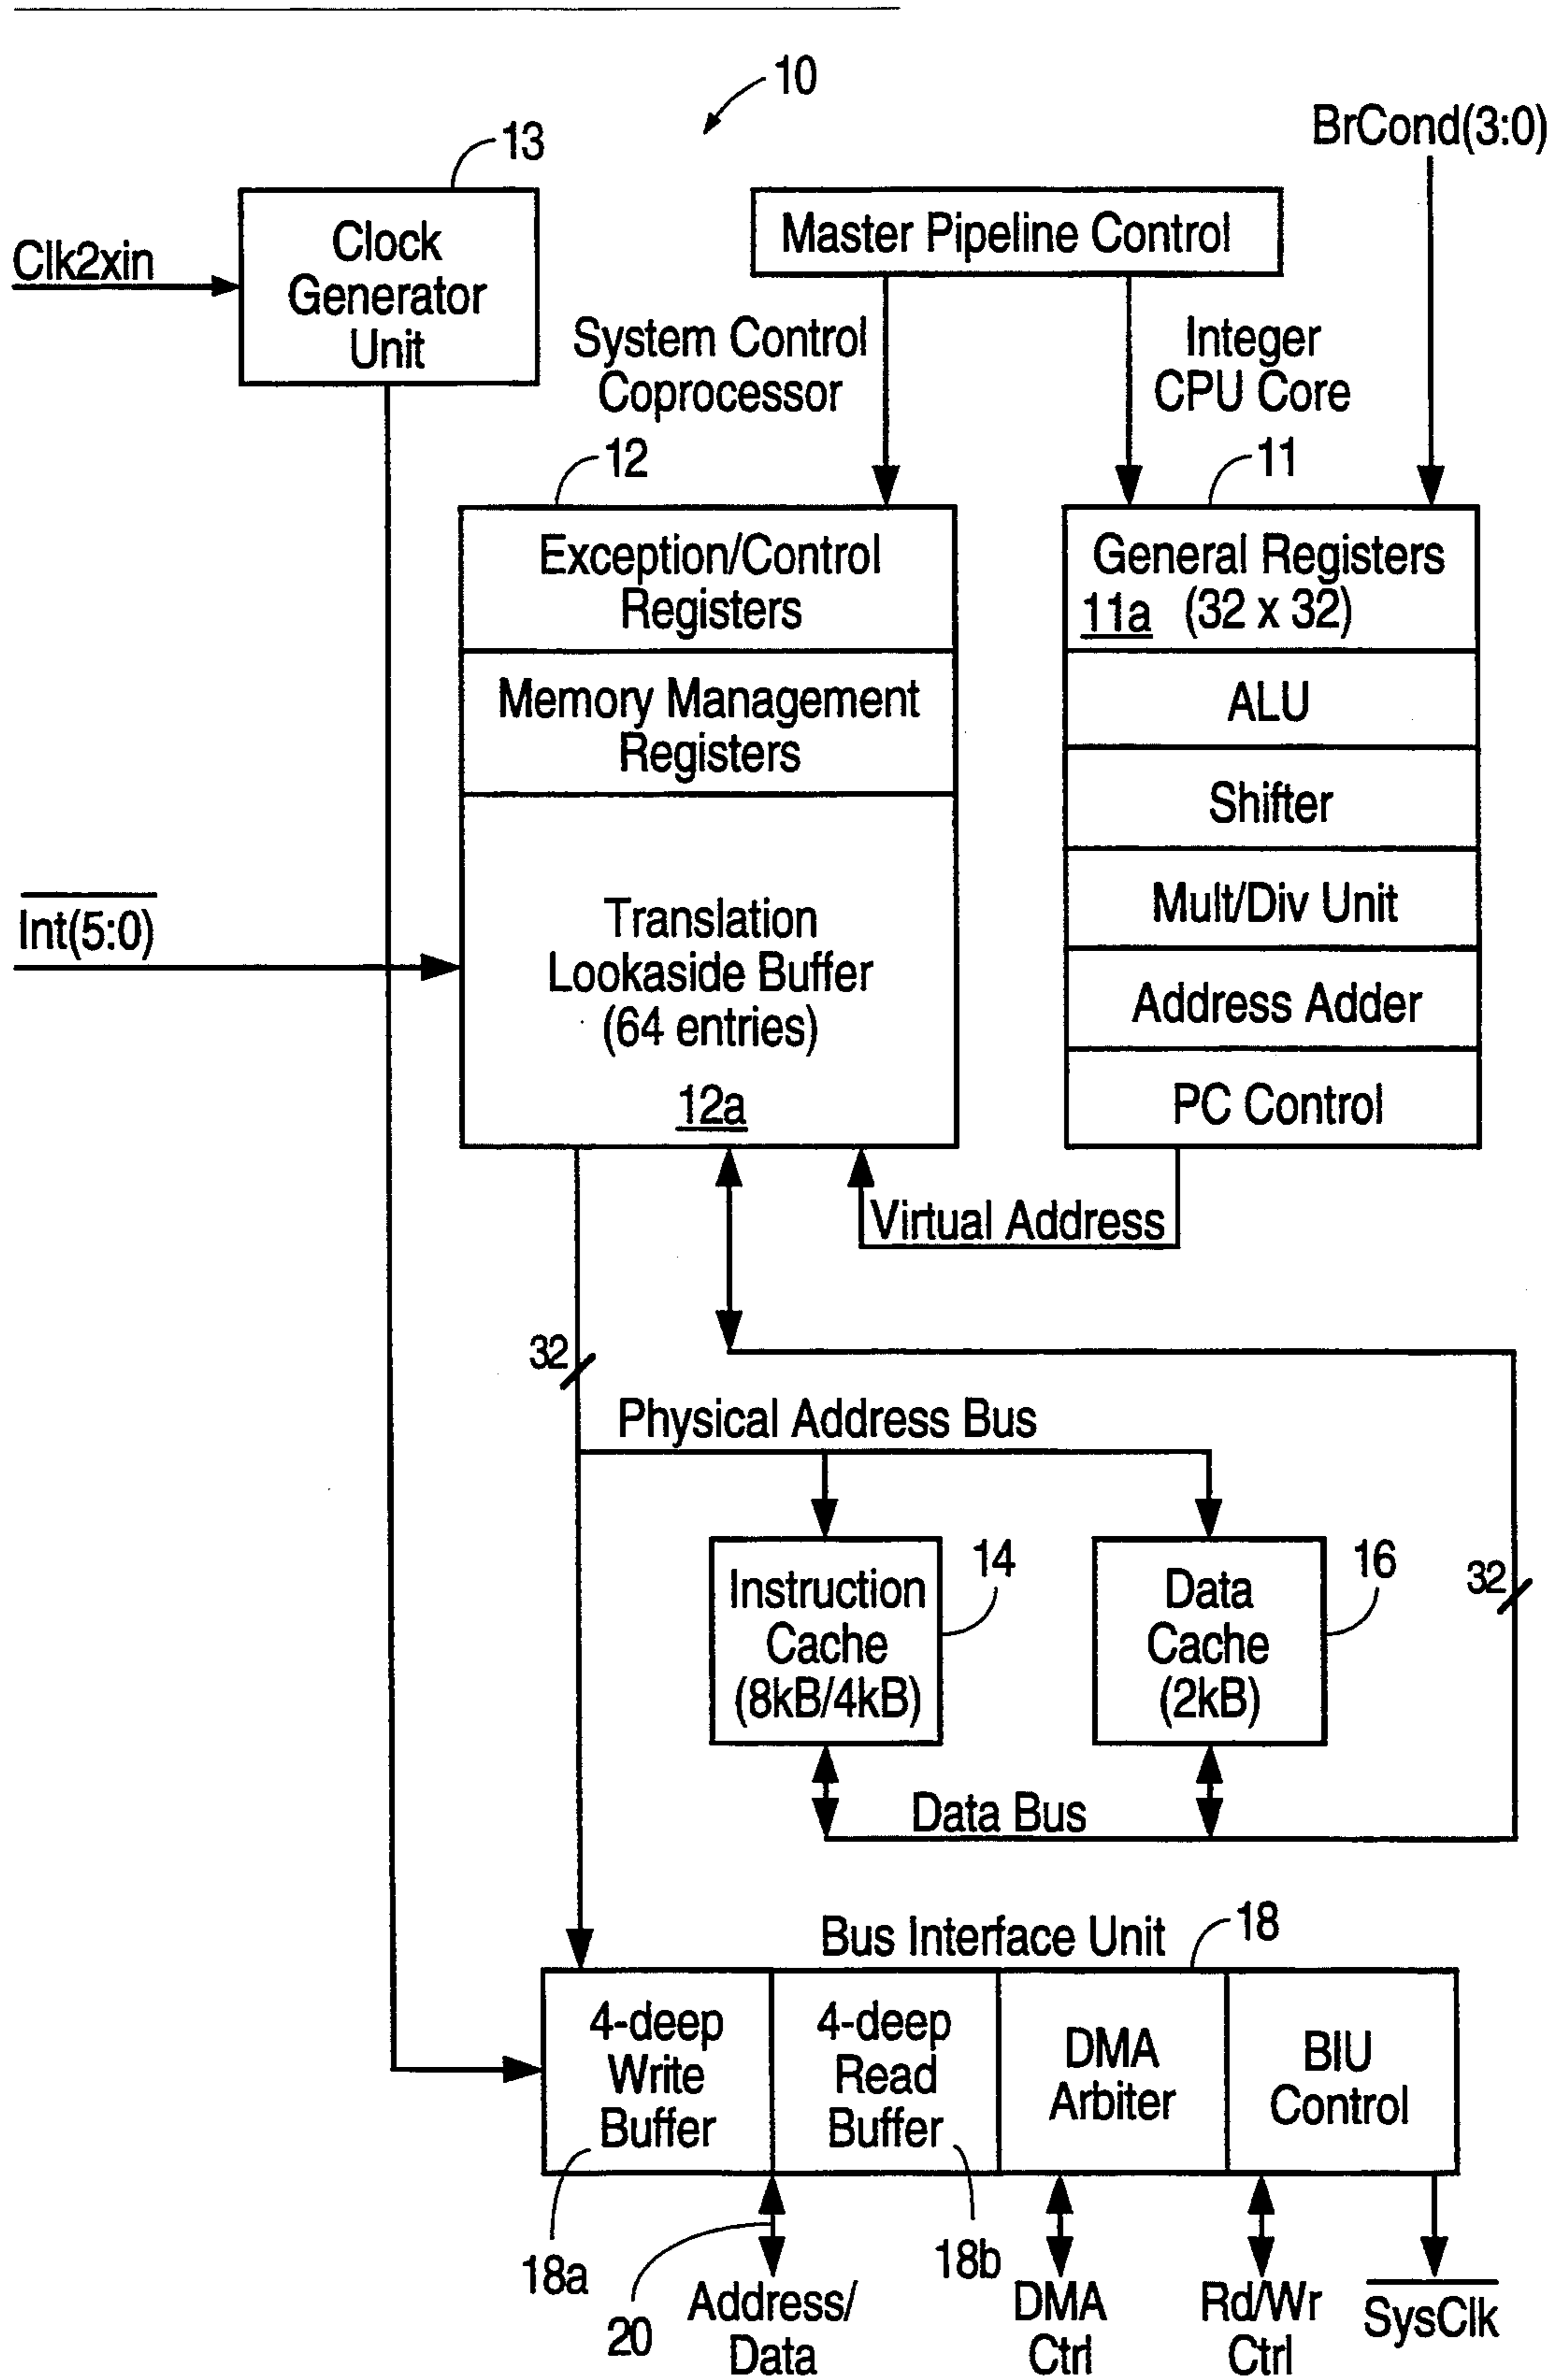 10
13
BrCond(3:0)
Clock
Generator
Unit
Clk2xin
Master Pipeline Control
System Control
Coprocessor
Integer
CPU Core
12
11
Exception/Control
Registers
Memory Management
Registers
Translation
Lookaside Buffer
(64 entries)
12a
General Registers
11a (32 x 32)
ALU
Shifter
Mult/Div Unit
Address Adder
PC Control
Int(5:0)
Virtual Address
32
Physical Address Bus
Instruction
Cache
(8kB/4kB)
14
Data
Cache
(2kB)
16
32
Data Bus
Bus Interface Unit
18
4-deep
Write
Buffer
4-deep
Read
Buffer
DMA
Arbiter
BIU
Control
18a
20
18b
Address/
Data
DMA
Ctrl
Rd/Wr
Ctrl
SysClk